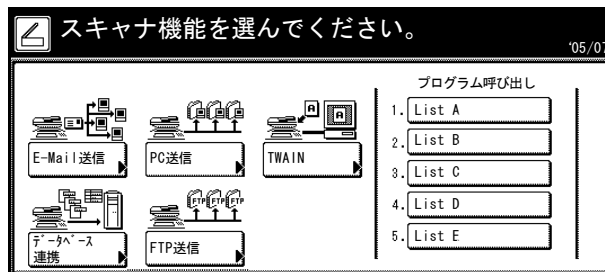 スキャナ機能を選んでください。
'05/07
プログラム呼び出し
E-Mail送信
PC送信
TWAIN
ﾃﾞｰﾀﾍﾞｰｽ
連携
FTP送信
1. List A
2. List B
3. List C
4. List D
5. List E
A
A
FTP FTP FTP